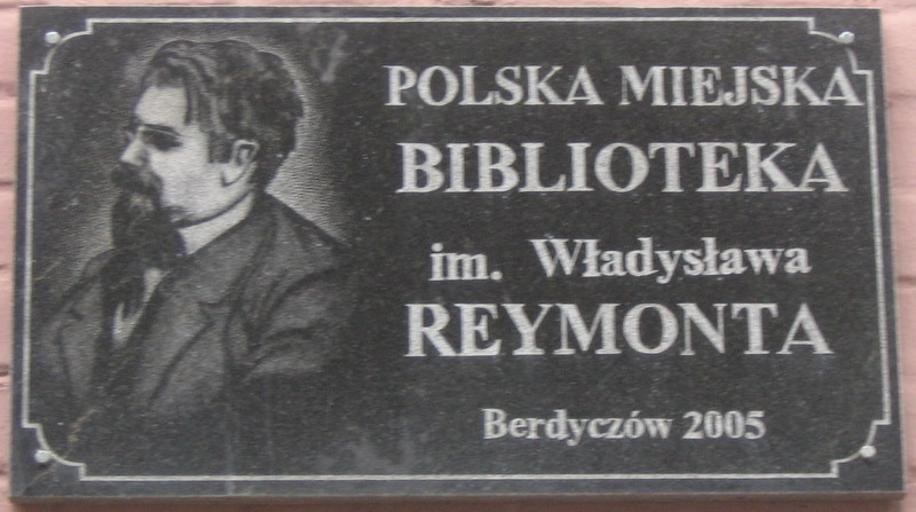 POLSKA MIEJSKA
BIBLIOTEKA
im. Władysława
REYMONTA
Berdyczów 2005